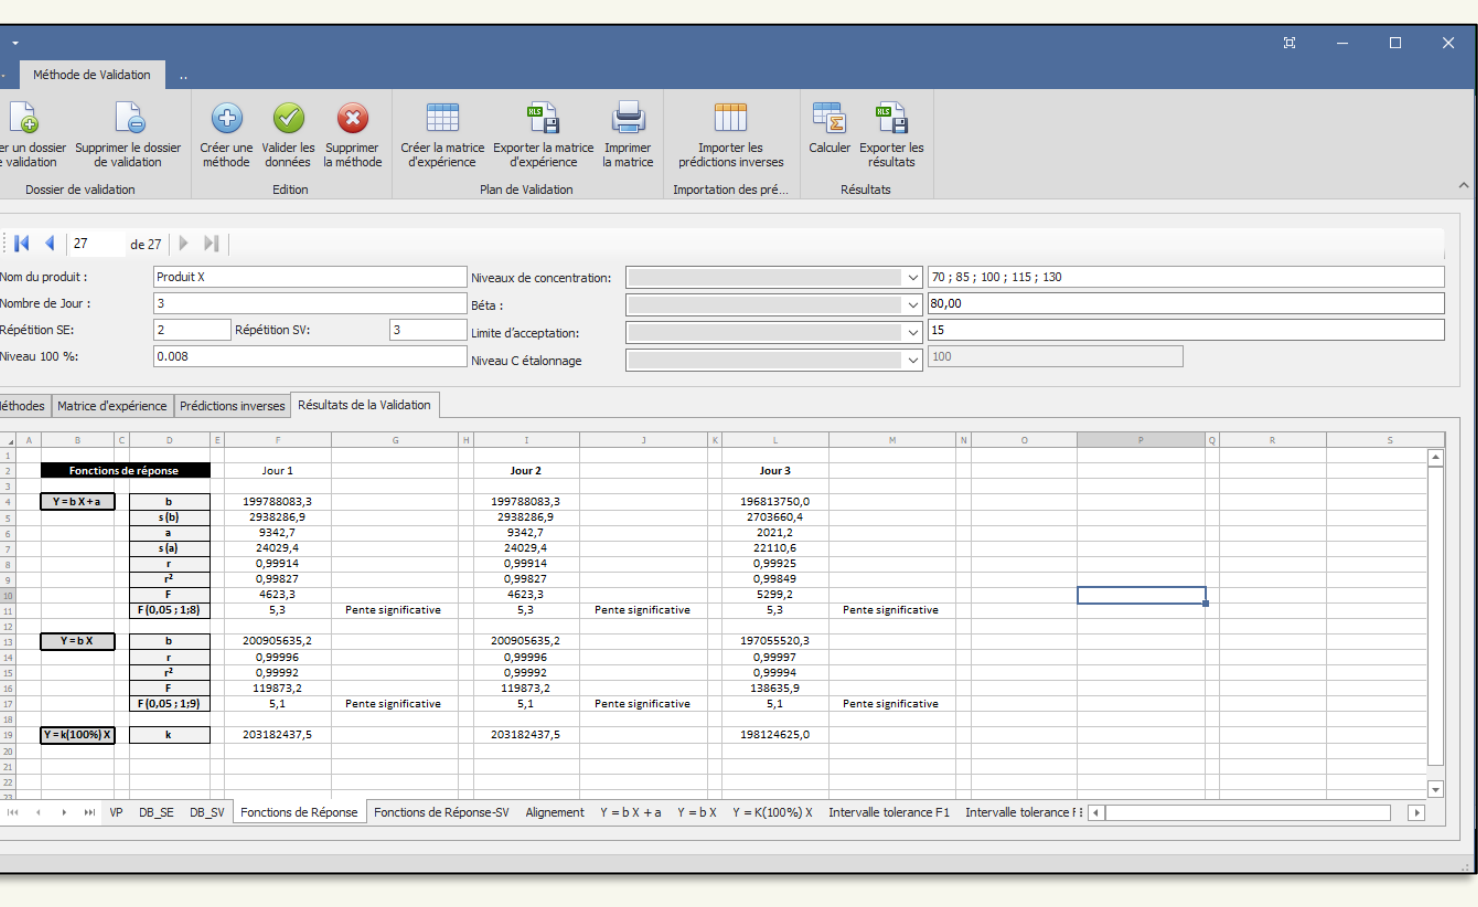 Méthode de Validation ..
er un dossier Supprimer le dossier Créer une Valider les Supprimer Créer la matrice Exporter la matrice Imprimer Importer les Calculer Exporter les
e validation de validation méthode données la méthode d'expérience d'expérience la matrice prédictions inverses résultats
Dossier de validation Edition Plan de Validation Importation des pré... Résultats
27 de 27
Nom du produit : Produit X Niveaux de concentration: 70 ; 85 ; 100 ; 115 ; 130
Nombre de Jour : 3 Béta : 80,00
Répétition SE: 2 Répétition SV: 3 Limite d'acceptation: 15
Niveau 100 %: 0.008 Niveau C étalonnage 100
léthodes Matrice d'expérience Prédictions inverses Résultats de la Validation
A B C D E F G H I J K L M N O P Q R S
1
2 Fonctions de réponse Jour 1 Jour 2 Jour 3
3
4 Y = b X + a b 199788083,3 199788083,3 196813750,0
5 s (b) 2938286,9 2938286,9 2703660,4
6 a 9342,7 9342,7 2021,2
7 s (a) 24029,4 24029,4 22110,6
8 r 0,99914 0,99914 0,99925
9 r² 0,99827 0,99827 0,99849
10 F 4623,3 4623,3 5299,2
11 F (0,05 ; 1;8) 5,3 Pente significative 5,3 Pente significative 5,3 Pente significative
12
13 Y = b X b 200905635,2 200905635,2 197055520,3
14 r 0,99996 0,99996 0,99997
15 r² 0,99992 0,99992 0,99994
16 F 119873,2 119873,2 138635,9
17 F (0,05 ; 1;9) 5,1 Pente significative 5,1 Pente significative 5,1 Pente significative
18
19 Y = k(100%) X k 203182437,5 203182437,5 198124625,0
20
21
22
23
VP DB_SE DB_SV Fonctions de Réponse Fonctions de Réponse-SV Alignement Y = b X + a Y = b X Y = K(100%) X Intervalle tolerance F1 Intervalle tolerance F